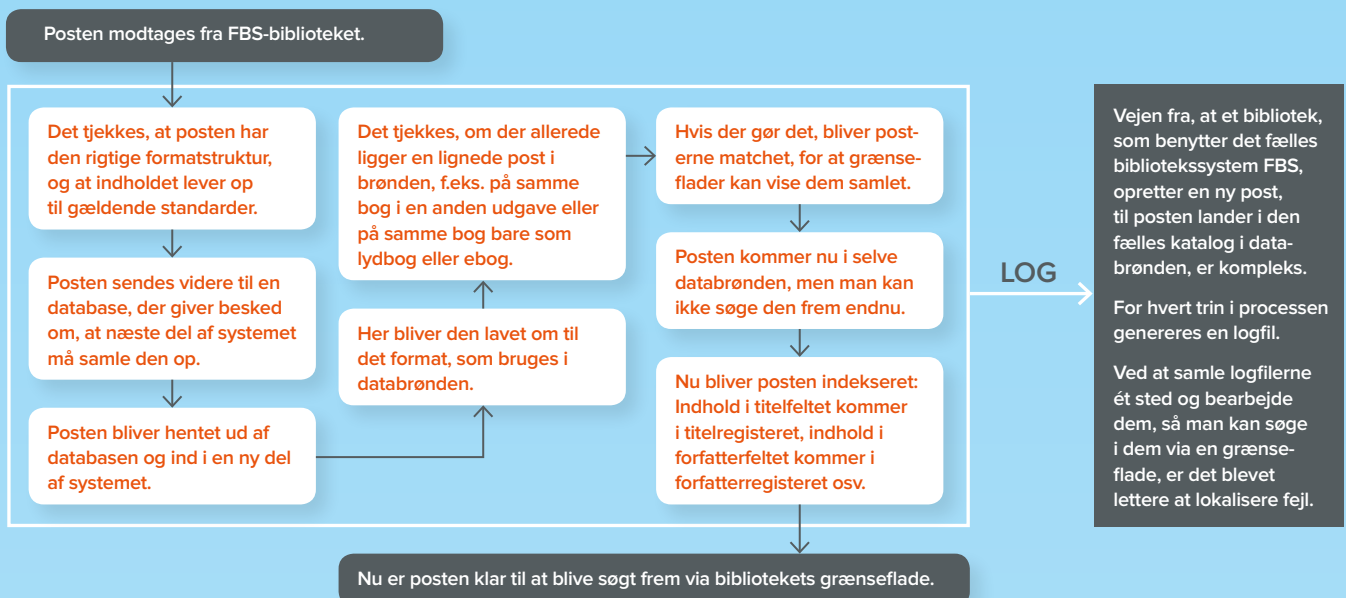 Posten modtages fra FBS-biblioteket.
Det tjekkes, at posten har
den rigtige formatstruktur,
og at indholdet lever op
til gældende standarder.
Posten sendes videre til en
database, der giver besked
om, at næste del af systemet
må samle den op.
Posten bliver hentet ud af
databasen og ind i en ny del
af systemet.
Her bliver den lavet om til
det format, som bruges i
databrønden.
Det tjekkes, om der allerede
ligger en lignede post i
brønden, f.eks. på samme
bog i en anden udgave eller
på samme bog bare som
lydbog eller ebog.
Hvis der gør det, bliver post-
erne matchet, for at grænse-
flader kan vise dem samlet.
Posten kommer nu i selve
databrønden, men man kan
ikke søge den frem endnu.
Nu bliver posten indekseret:
Indhold i titelfeltet kommer
i titelregisteret, indhold i
forfatterfeltet kommer i
forfatterregisteret osv.
Nu er posten klar til at blive søgt frem via bibliotekets grænseflade.
LOG
Vejen fra, at et bibliotek,
som benytter det fælles
bibliotekssystem FBS,
opretter en ny post,
til posten lander i den
fælles katalog i data-
brønden, er kompleks.
For hvert trin i processen
genereres en logfil.
Ved at samle logfilerne
ét sted og bearbejde
dem, så man kan søge
i dem via en grænse-
flade, er det blevet
lettere at lokalisere fejl.